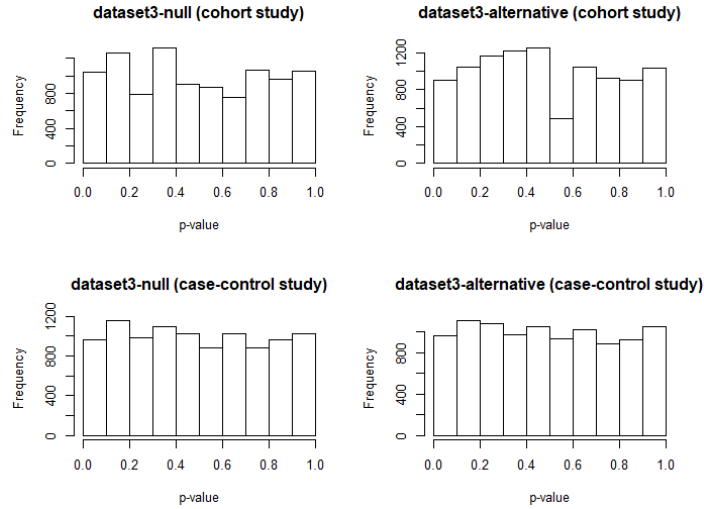 dataset3-null (cohort study)
Frequency
0 400 800
0.0 0.2 0.4 0.6 0.8 1.0
p-value
dataset3-alternative (cohort study)
Frequency
0 400 800 1200
0.0 0.2 0.4 0.6 0.8 1.0
p-value
dataset3-null (case-control study)
Frequency
0 400 800 1200
0.0 0.2 0.4 0.6 0.8 1.0
p-value
dataset3-alternative (case-control study)
Frequency
0 400 800
0.0 0.2 0.4 0.6 0.8 1.0
p-value